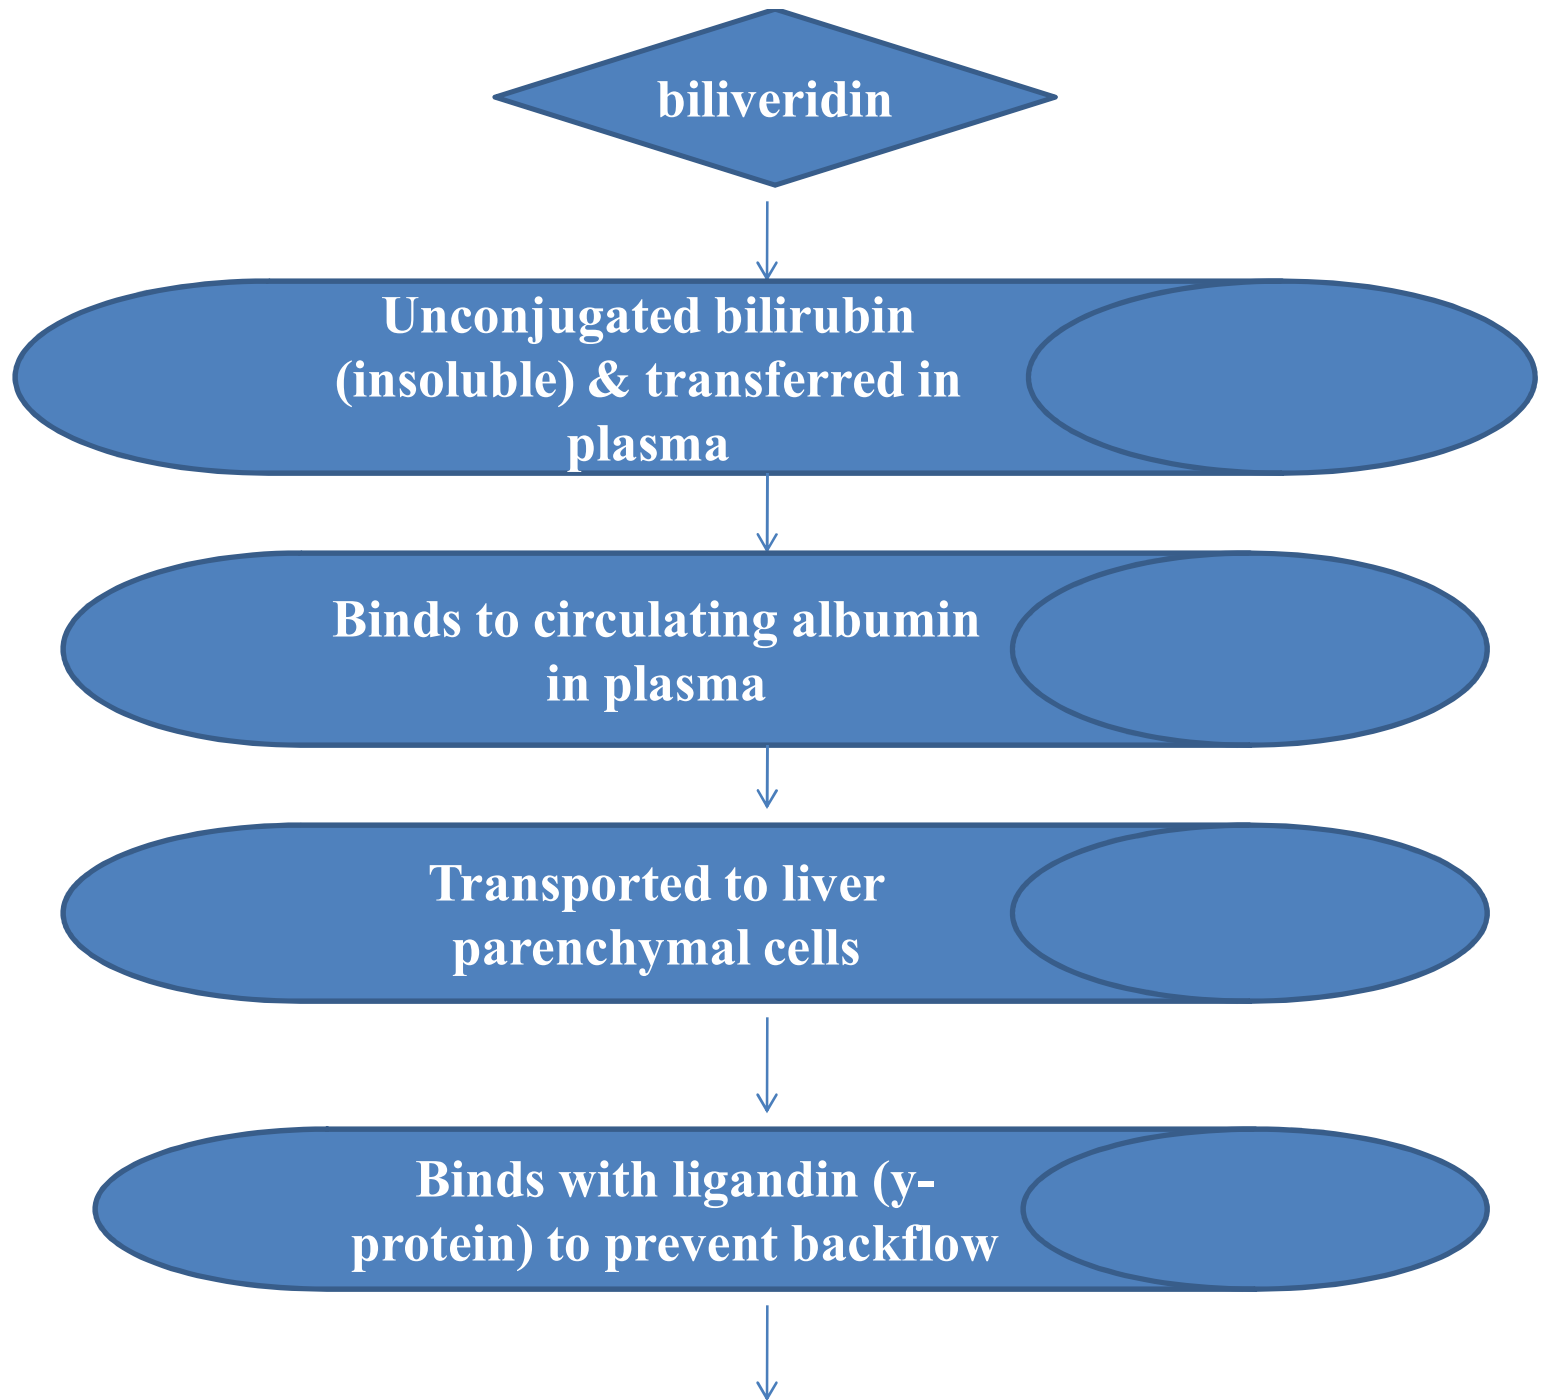 biliveridin
Unconjugated bilirubin
(insoluble) & transferred in
plasma
Binds to circulating albumin
in plasma
Transported to liver
parenchymal cells
Binds with ligandin (y-
protein) to prevent backflow